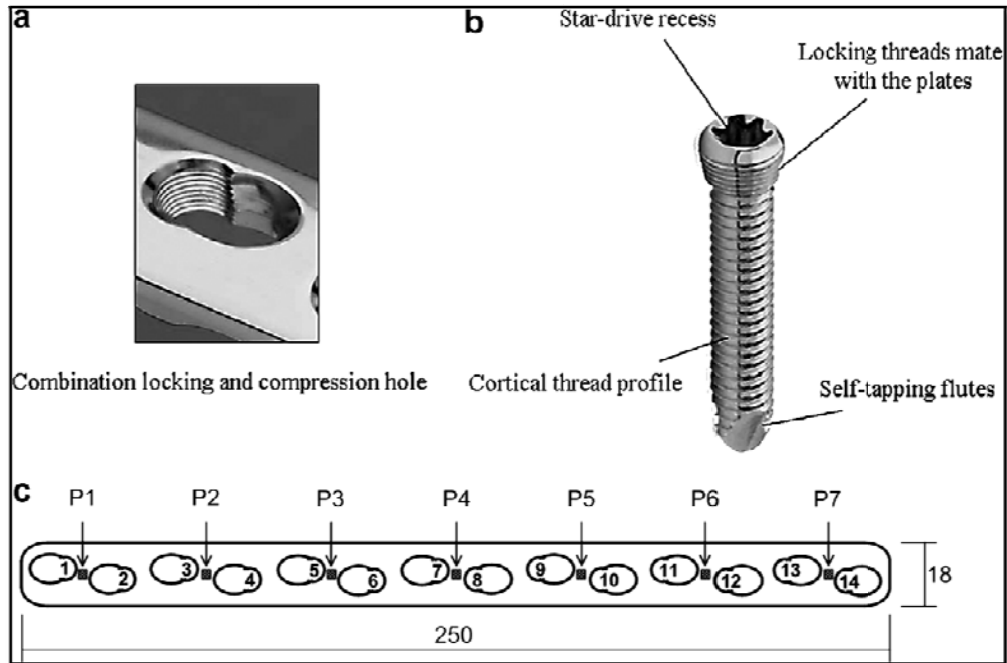 a
b
Star-drive recess
Locking threads mate
with the plates
Combination locking and compression hole
Cortical thread profile
Self-tapping flutes
c
P1 P2 P3 P4 P5 P6 P7
1 2 3 4 5 6 7 8 9 10 11 12 13 14
18
250